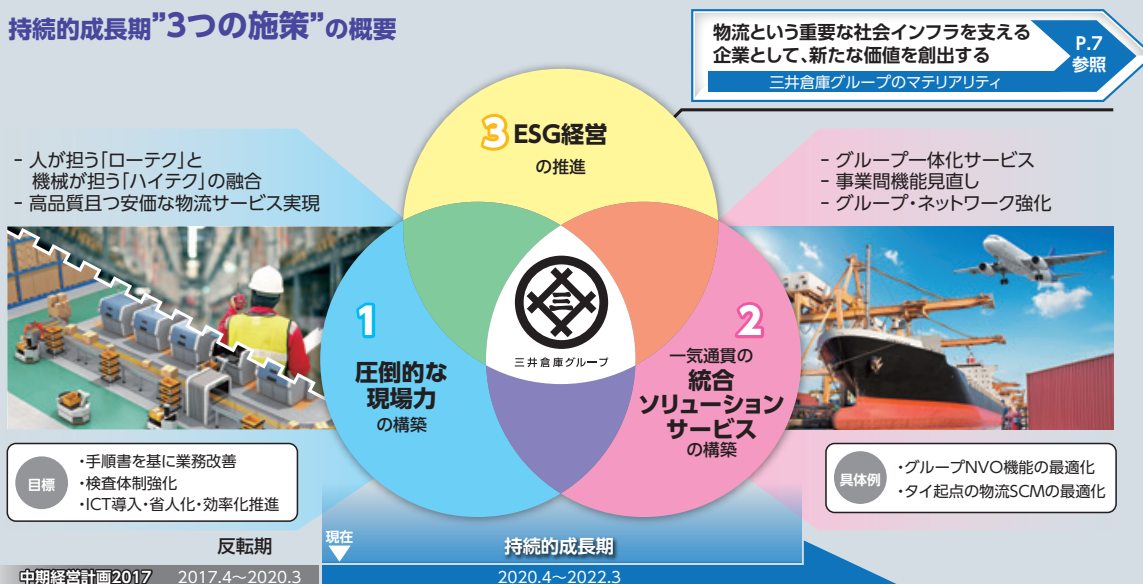 持続的成長期”3つの施策”の概要
物流という重要な社会インフラを支える
企業として、新たな価値を創出する
三井倉庫グループのマテリアリティ
P.7
参照
3 ESG経営
の推進
- 人が担う「ローテク」と
機械が担う「ハイテク」の融合
- 高品質且つ安価な物流サービス実現
- グループ一体化サービス
- 事業間機能見直し
- グループ・ネットワーク強化
三
三井倉庫グループ
1
圧倒的な
現場力
の構築
2
一気通貫の
統合
ソリューション
サービス
の構築
目標
・手順書を基に業務改善
・検査体制強化
・ICT導入・省人化・効率化推進
具体例
・グループNVO機能の最適化
・タイ起点の物流SCMの最適化
反転期
現在
持続的成長期
中期経営計画2017 2017.4〜2020.3
2020.4〜2022.3